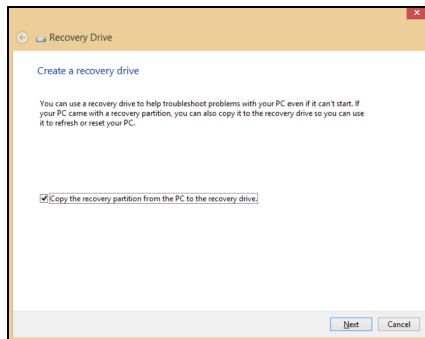 Recovery Drive
Create a recovery drive
You can use a recovery drive to help troubleshoot problems with your PC even if it can't start. If
your PC came with a recovery partition, you can also copy it to the recovery drive so you can use
it to refresh or reset your PC.
Copy the recovery partition from the PC to the recovery drive.
Next Cancel